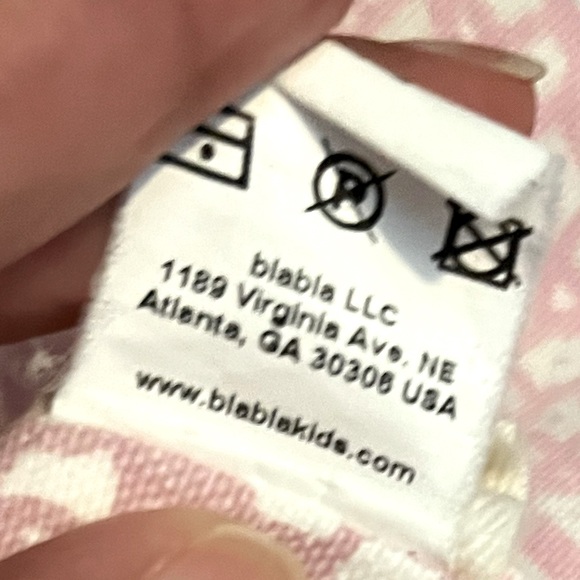 P
blabla LLC
1189 Virginia Ave. NE
Atlanta, GA 30306 USA
www.blablakids.com